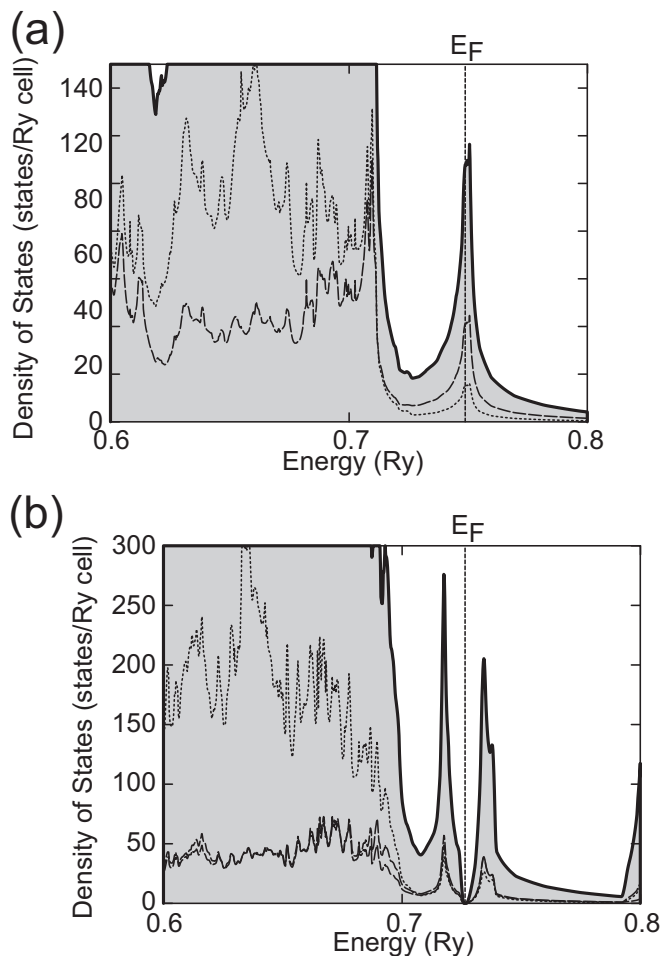 (a)
E_F
Density of States (states/Ry cell)
140
120
100
80
60
40
20
0
0.6
0.7
0.8
Energy (Ry)
(b)
E_F
Density of States (states/Ry cell)
300
250
200
150
100
50
0
0.6
0.7
0.8
Energy (Ry)